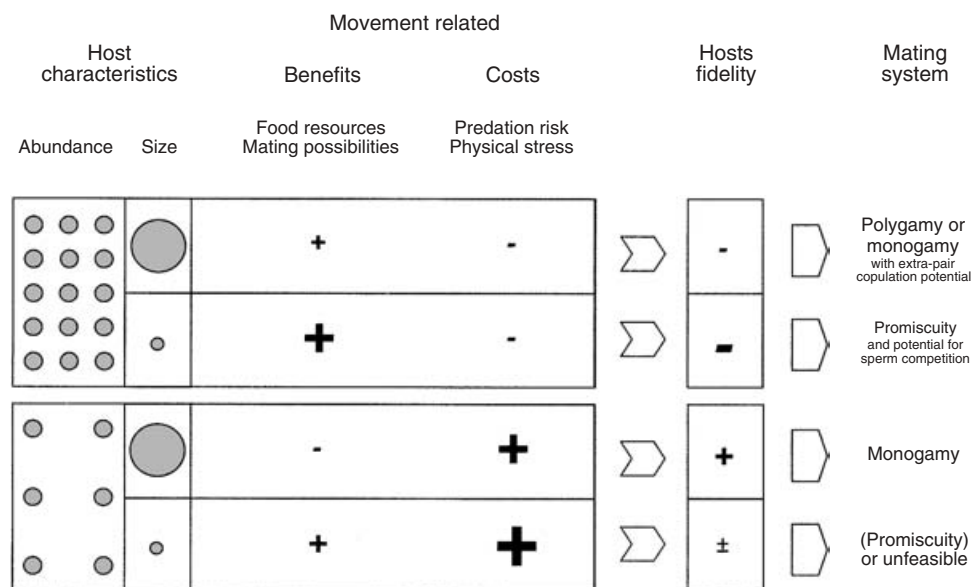 Movement related
Host
characteristics
Benefits
Costs
Hosts
fidelity
Mating
system
Abundance
Size
Food resources
Mating possibilities
Predation risk
Physical stress
+
-
-
Polygamy or
monogamy
with extra-pair
copulation potential
+
-
-
Promiscuity
and potential for
sperm competition
-
+
+
Monogamy
+
+
±
(Promiscuity)
or unfeasible